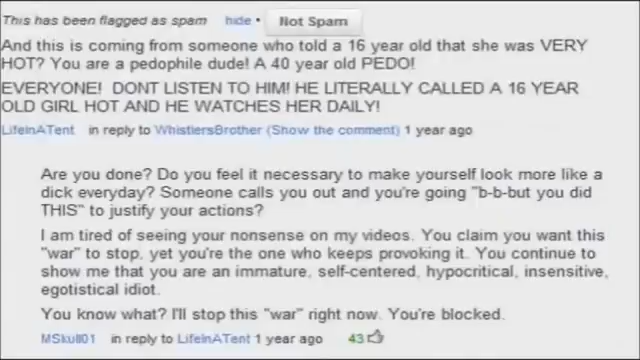 This has been flagged as spam hide • Not Spam
And this is coming from someone who told a 16 year old that she was VERY
HOT? You are a pedophile dude! A 40 year old PEDO!
EVERYONE! DONT LISTEN TO HIM! HE LITERALLY CALLED A 16 YEAR
OLD GIRL HOT AND HE WATCHES HER DAILY!
LifeInATent in reply to WhistlersBrother (Show the comment) 1 year ago
Are you done? Do you feel it necessary to make yourself look more like a
dick everyday? Someone calls you out and you're going "b-b-but you did
THIS" to justify your actions?
I am tired of seeing your nonsense on my videos. You claim you want this
"war" to stop, yet you're the one who keeps provoking it. You continue to
show me that you are an immature, self-centered, hypocritical, insensitive,
egotistical idiot.
You know what? I'll stop this "war" right now. You're blocked.
MSkull01 in reply to LifeInATent 1 year ago 43